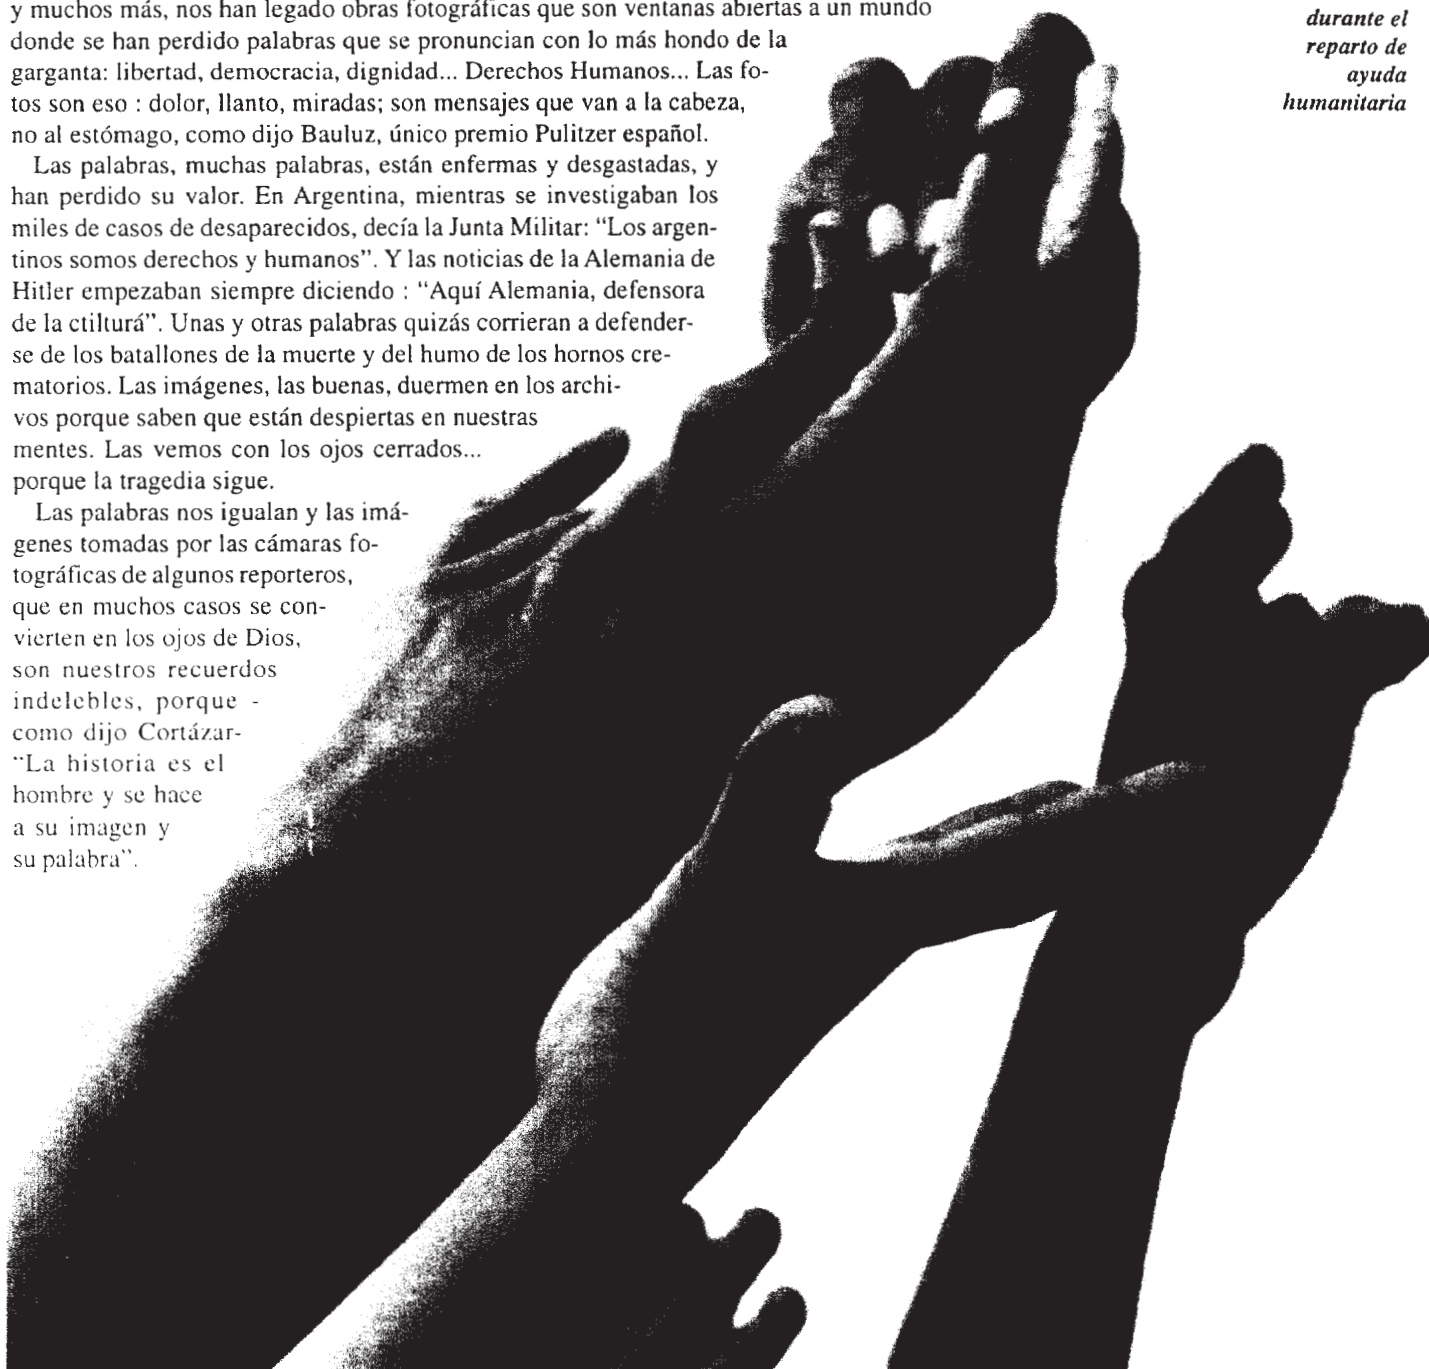 y muchos más, nos han legado obras fotográficas que son ventanas abiertas a un mundo
donde se han perdido palabras que se pronuncian con lo más hondo de la
garganta: libertad, democracia, dignidad... Derechos Humanos... Las fo-
tos son eso : dolor, llanto, miradas; son mensajes que van a la cabeza,
no al estómago, como dijo Bauluz, único premio Pulitzer español.
Las palabras, muchas palabras, están enfermas y desgastadas, y
han perdido su valor. En Argentina, mientras se investigaban los
miles de casos de desaparecidos, decía la Junta Militar: “Los argen-
tinos somos derechos y humanos”. Y las noticias de la Alemania de
Hitler empezaban siempre diciendo : “Aquí Alemania, defensora
de la ctilturá”. Unas y otras palabras quizás corrieran a defender-
se de los batallones de la muerte y del humo de los hornos cre-
matorios. Las imágenes, las buenas, duermen en los archi-
vos porque saben que están despiertas en nuestras
mentes. Las vemos con los ojos cerrados...
porque la tragedia sigue.
Las palabras nos igualan y las imá-
genes tomadas por las cámaras fo-
tográficas de algunos reporteros,
que en muchos casos se con-
vierten en los ojos de Dios,
son nuestros recuerdos
indelebles, porque -
como dijo Cortázar-
“La historia es el
hombre y se hace
a su imagen y
su palabra”.
durante el
reparto de
ayuda
humanitaria